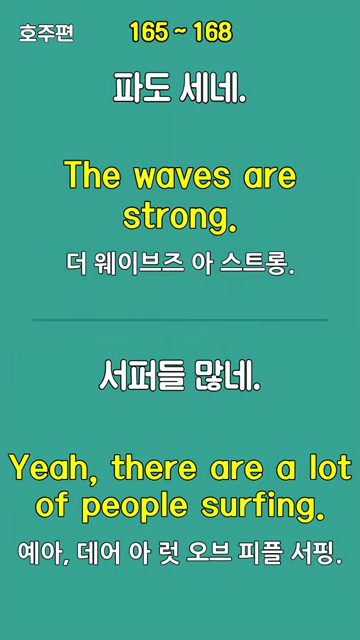 호주편
165 ~ 168
파도 세네.
The waves are
strong.
더 웨이브즈 아 스트롱.
서퍼들 많네.
Yeah, there are a lot
of people surfing.
예아, 데어 아 럿 오브 피플 서핑.